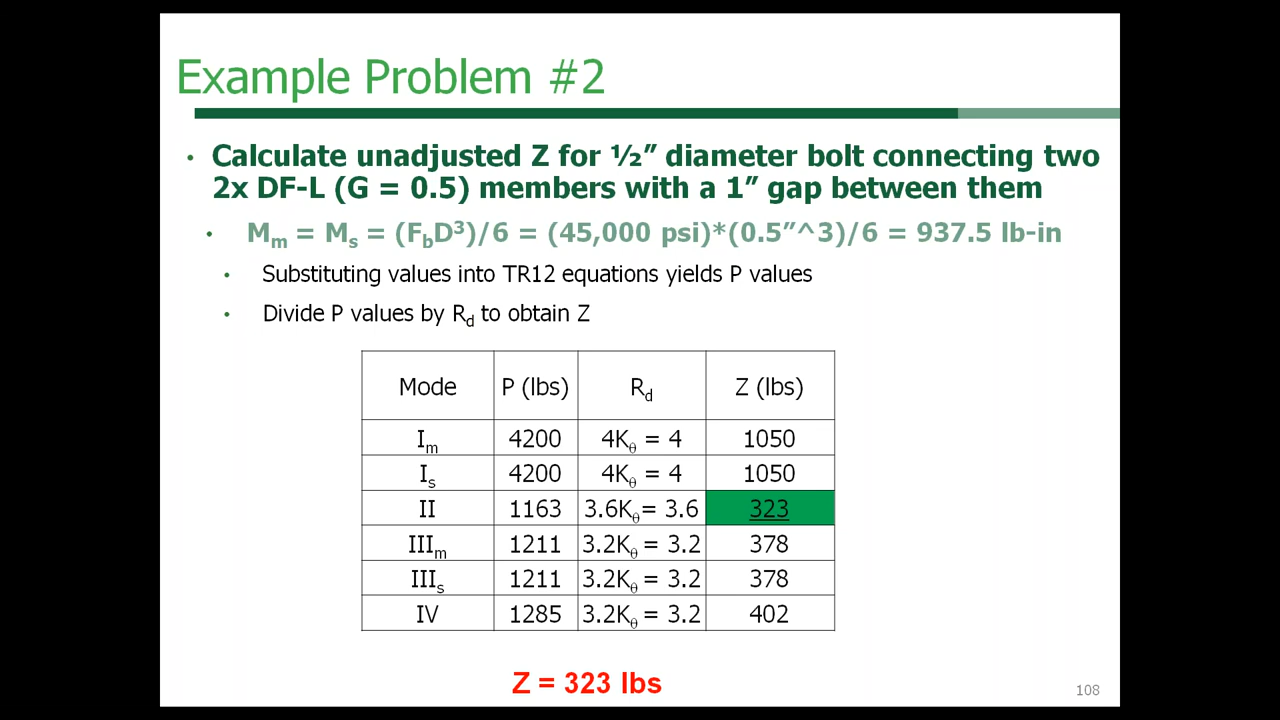 Example Problem #2
• Calculate unadjusted Z for ½″ diameter bolt connecting two
2x DF-L (G = 0.5) members with a 1″ gap between them
• Mm = Ms = (FbD³)/6 = (45,000 psi)*(0.5″^3)/6 = 937.5 lb-in
• Substituting values into TR12 equations yields P values
• Divide P values by Rd to obtain Z
Mode P (lbs) Rd Z (lbs)
Im 4200 4Kθ = 4 1050
Is 4200 4Kθ = 4 1050
II 1163 3.6Kθ= 3.6 323
IIIm 1211 3.2Kθ = 3.2 378
IIIs 1211 3.2Kθ = 3.2 378
IV 1285 3.2Kθ = 3.2 402
Z = 323 lbs
108